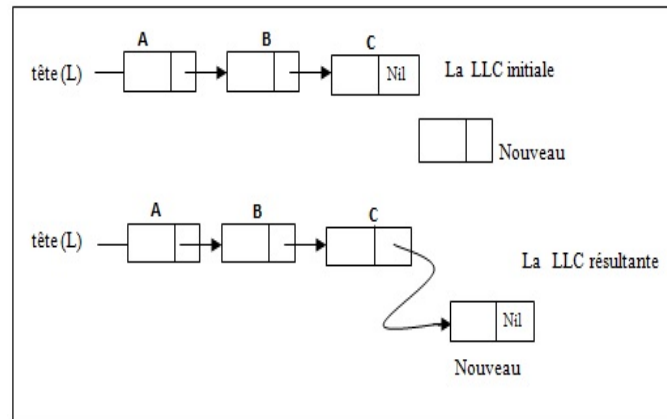 A B C
tête (L) Nil La LLC initiale
Nouveau
A B C
tête (L)
La LLC résultante
Nil
Nouveau